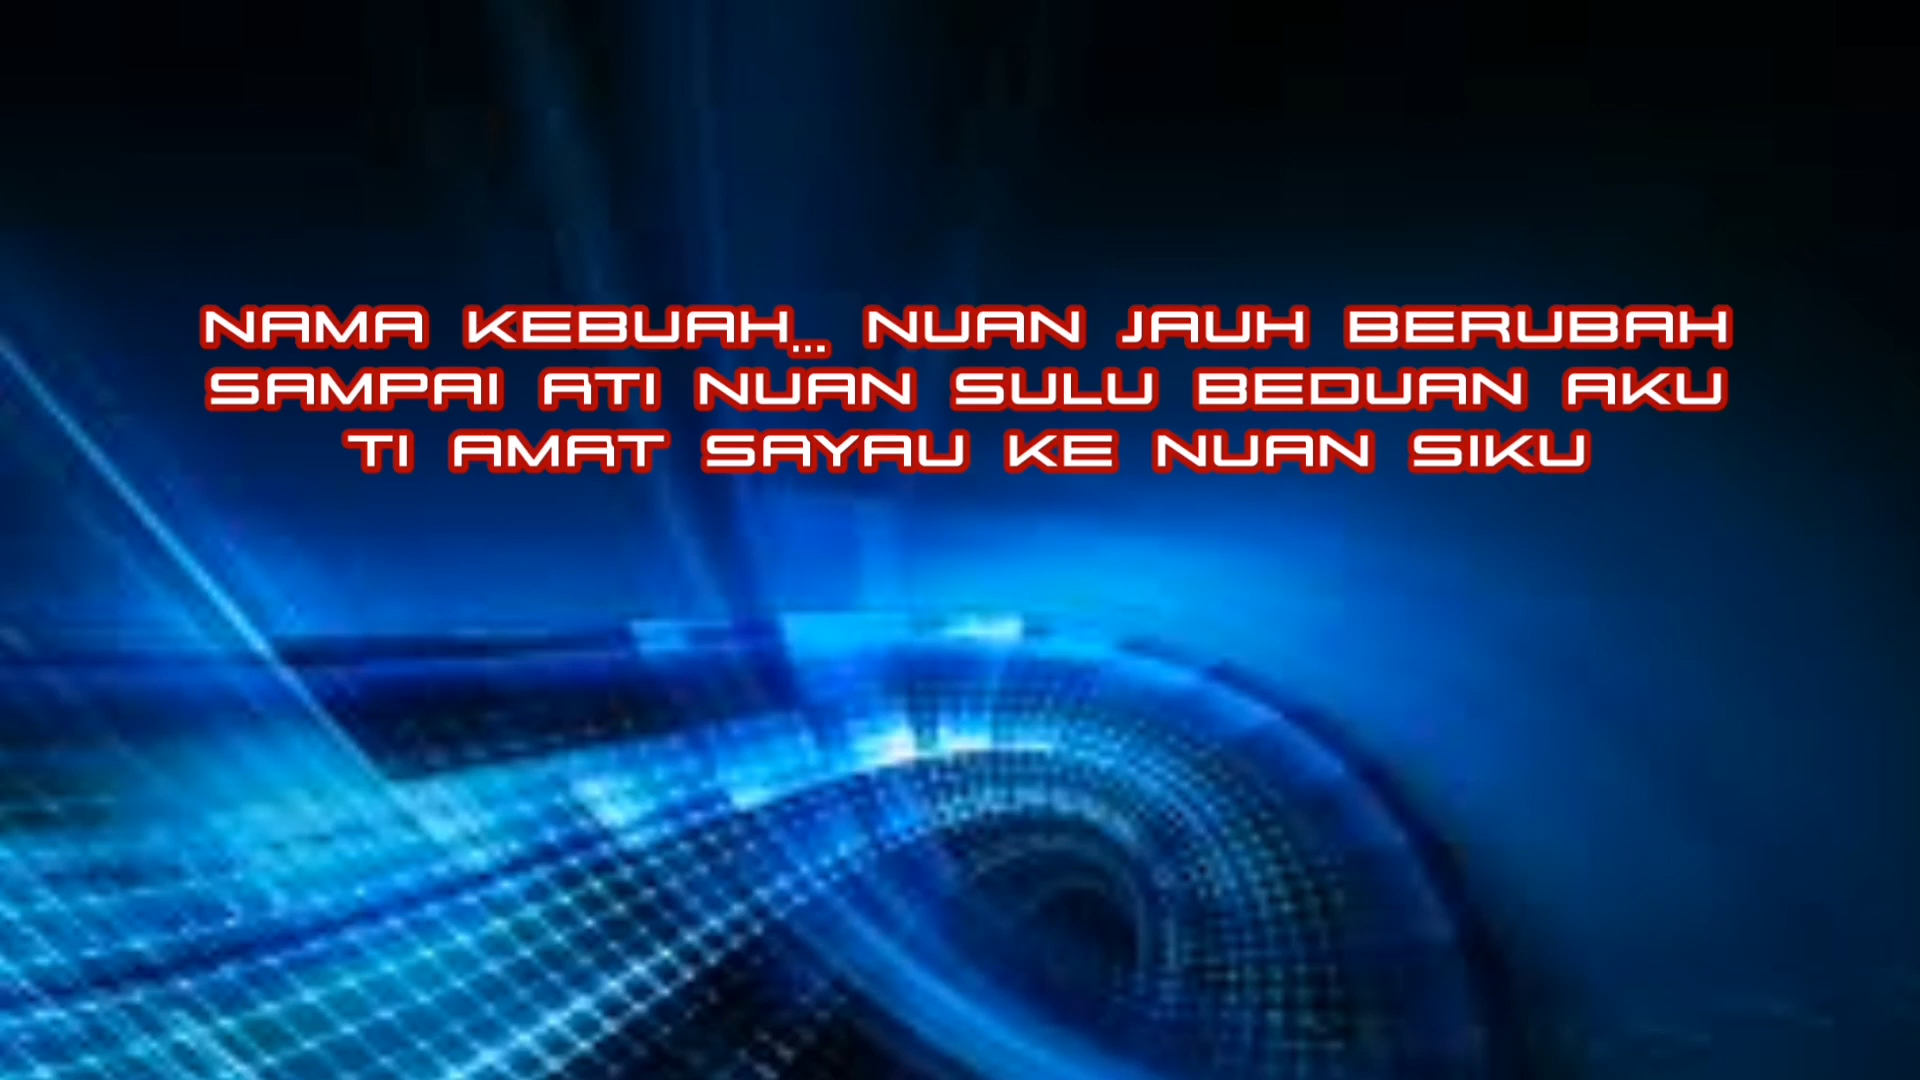 NAMA KEBUAH... NUAN JAUH BERUBAH
SAMPAI ATI NUAN SULU BEDUAN AKU
TI AMAT SAYAU KE NUAN SIKU